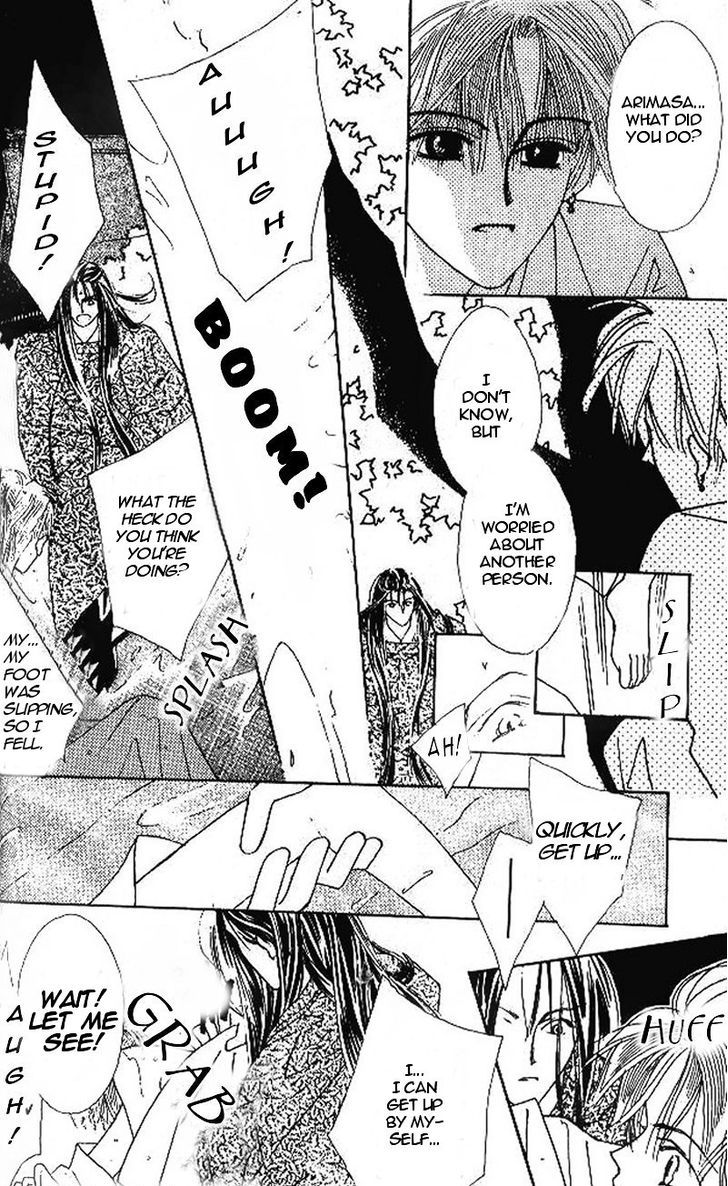 ARIMASA...
WHAT DID
YOU DO?
I
DON'T
KNOW,
BUT
I'M
WORRIED
ABOUT
ANOTHER
PERSON.
SLIP
AH!
AUUUGH!
BOOM!
STUPID!
WHAT THE
HECK DO
YOU THINK
YOU'RE
DOING?
SPLASH
MY...
MY
FOOT
WAS
SLIPPING,
SO I
FELL.
QUICKLY,
GET UP...
HUFF
I...
I CAN
GET UP
BY MY-
SELF...
GRAB
WAIT!
LET ME
SEE!
AUGH!